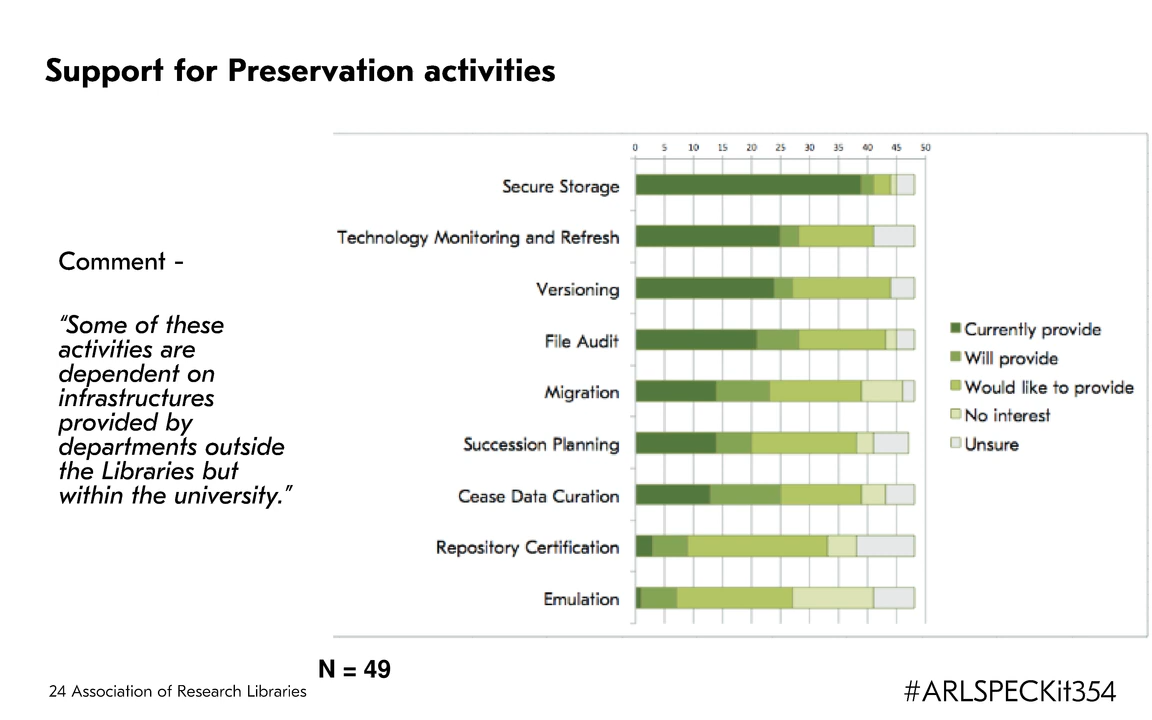 Support for Preservation activities
Comment -
“Some of these
activities are
dependent on
infrastructures
provided by
departments outside
the Libraries but
within the university.”
0 5 10 15 20 25 30 35 40 45 50
Secure Storage
Technology Monitoring and Refresh
Versioning
File Audit
Migration
Succession Planning
Cease Data Curation
Repository Certification
Emulation
Currently provide
Will provide
Would like to provide
No interest
Unsure
N = 49
24 Association of Research Libraries
#ARLSPECKit354